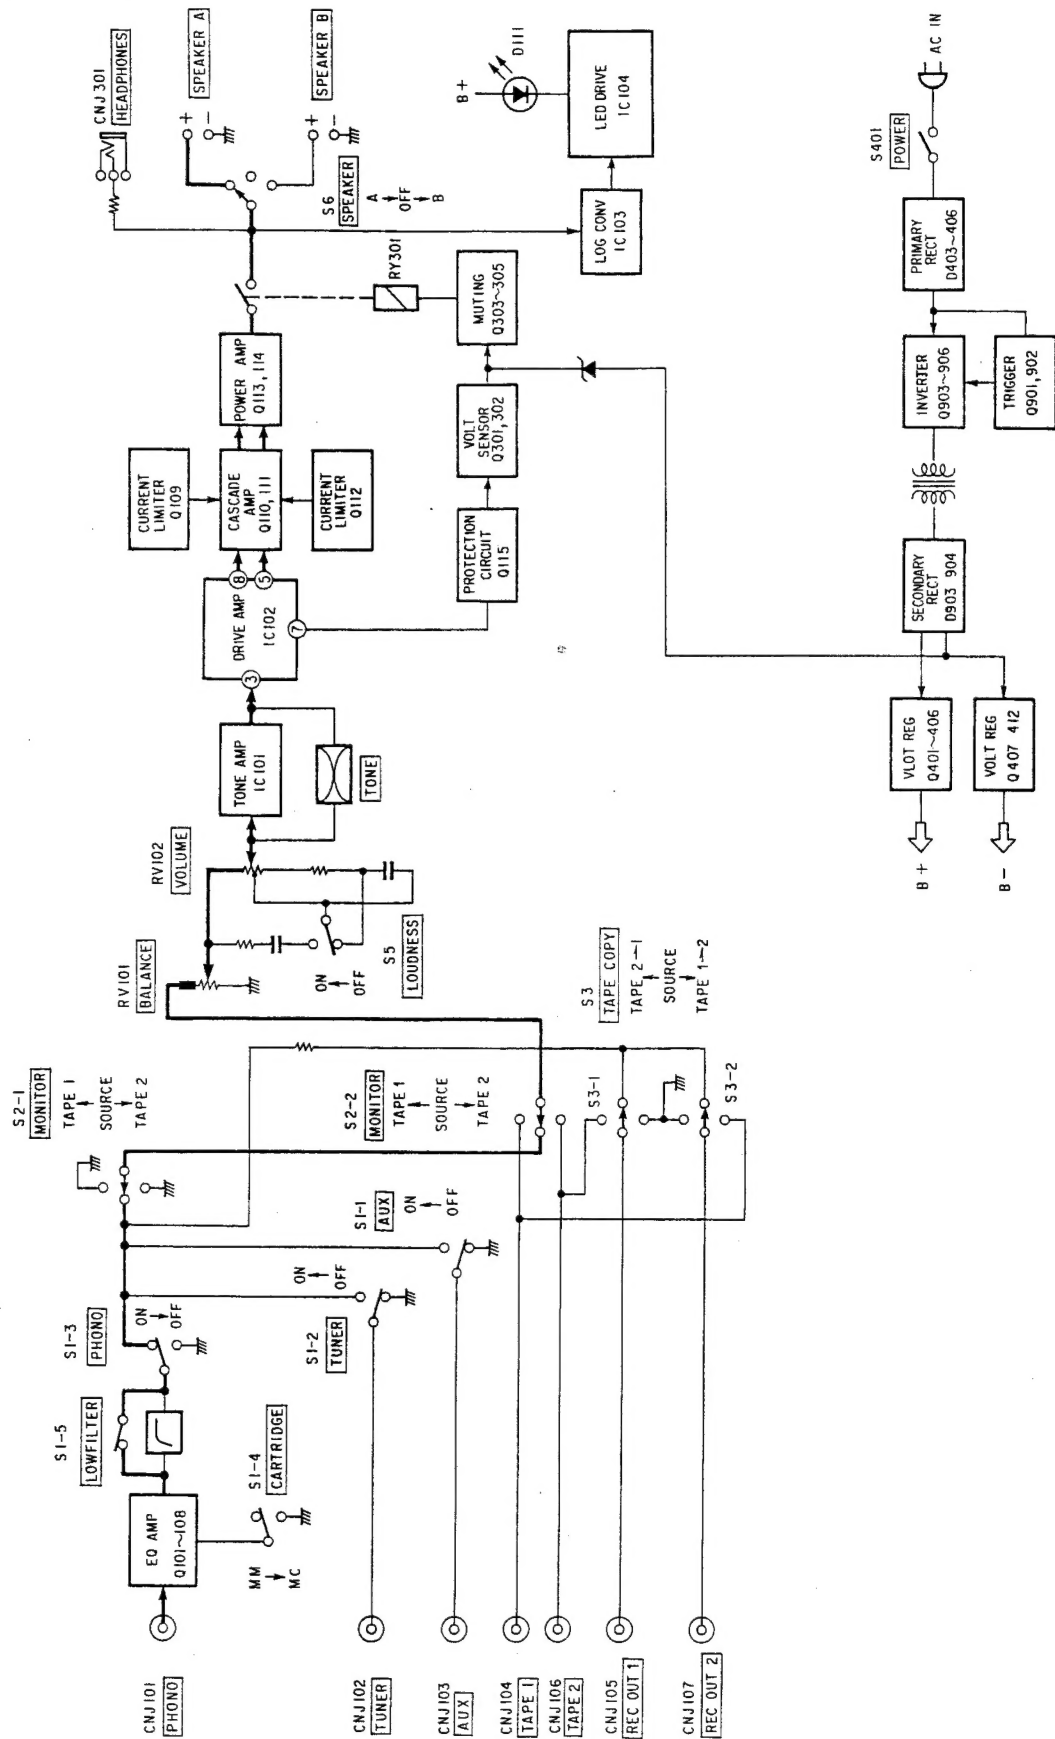 CNJ101
PHONO
EQ AMP
Q101~108
MM
MC
S1-4
CARTRIDGE
S1-5
LOWFILTER
S1-3
PHONO
ON
OFF
S2-1
MONITOR
TAPE 1
SOURCE
TAPE 2
CNJ102
TUNER
S1-2
TUNER
ON
OFF
CNJ103
AUX
S1-1
AUX
ON
OFF
CNJ104
TAPE 1
CNJ106
TAPE 2
CNJ105
REC OUT 1
CNJ107
REC OUT 2
S2-2
MONITOR
TAPE 1
SOURCE
TAPE 2
S3-1
S3-2
S3
TAPE COPY
TAPE 2→1
SOURCE
TAPE 1→2
RV101
BALANCE
RV102
VOLUME
ON
OFF
S5
LOUDNESS
TONE AMP
IC101
TONE
3
DRIVE AMP
IC102
8
5
7
CURRENT
LIMITER
Q109
CASCADE
AMP
Q110, 111
CURRENT
LIMITER
Q112
POWER AMP
Q113, 114
PROTECTION
CIRCUIT
Q115
VOLT
SENSOR
Q301, 302
MUTING
Q303~305
RY301
CNJ301
HEADPHONES
+
-
SPEAKER A
+
-
SPEAKER B
S6
SPEAKER
A
OFF
B
LOG CONV
IC103
LED DRIVE
IC104
B+
D111
AC IN
S401
POWER
PRIMARY
RECT
D403~406
INVERTER
Q903~906
TRIGGER
Q901, 902
SECONDARY
RECT
D903 904
VLOT REG
Q401~406
VOLT REG
Q407 412
B +
B -